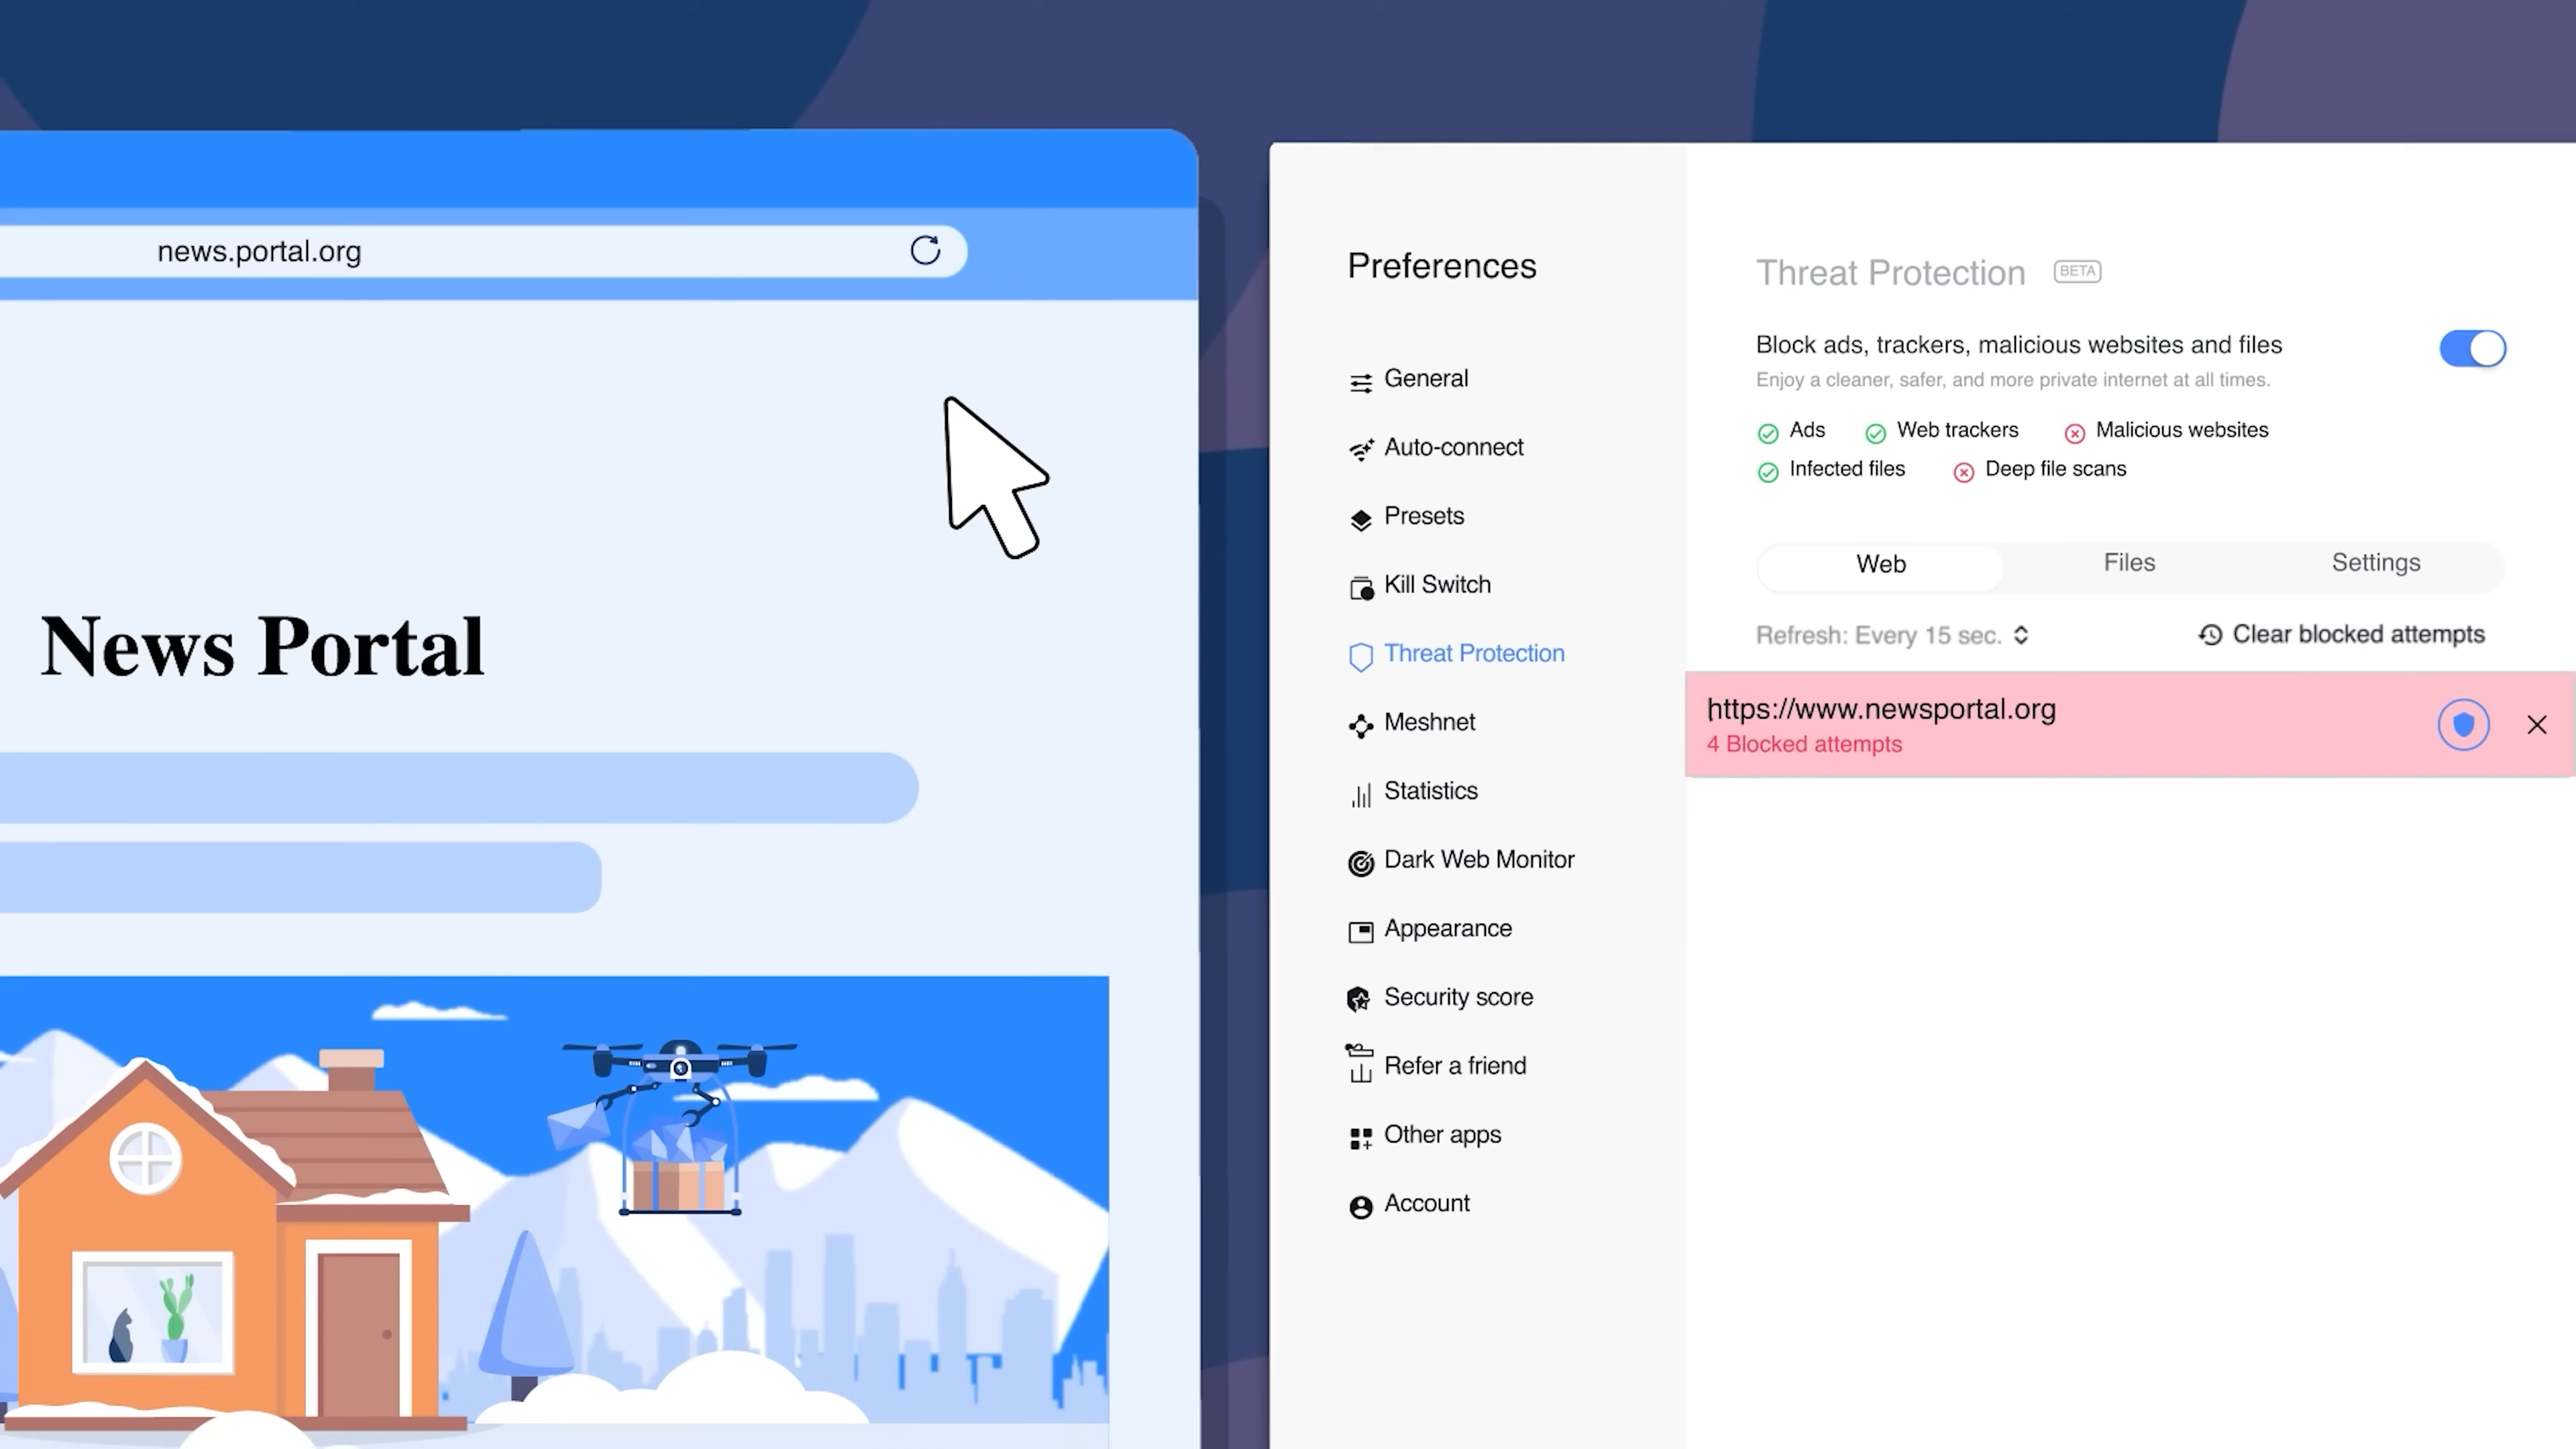 news.portal.org
News Portal
Preferences
General
Auto-connect
Presets
Kill Switch
Threat Protection
Meshnet
Statistics
Dark Web Monitor
Appearance
Security score
Refer a friend
Other apps
Account
Threat Protection BETA
Block ads, trackers, malicious websites and files
Enjoy a cleaner, safer, and more private internet at all times.
Ads Web trackers Malicious websites
Infected files Deep file scans
Web Files Settings
Refresh: Every 15 sec. Clear blocked attempts
https://www.newsportal.org
4 Blocked attempts